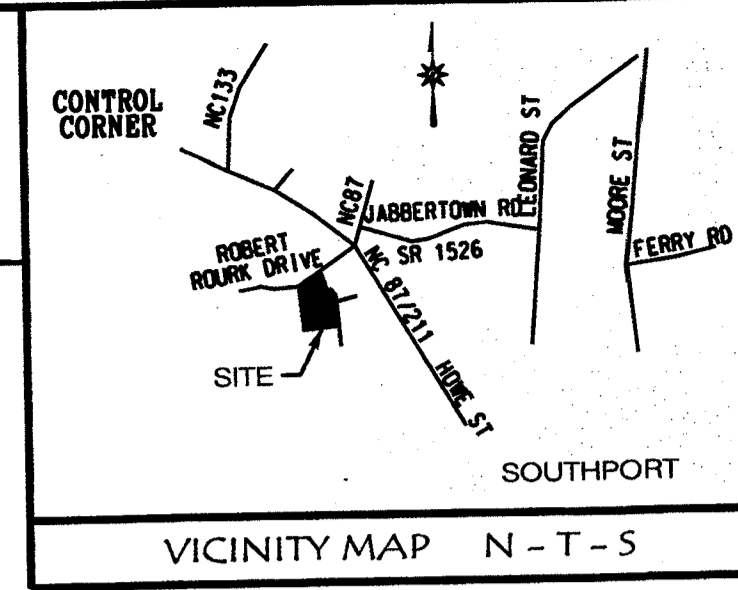 CONTROL
CORNER
NC133
LEONARD ST
MOORE ST
NC87
JABBERTOWN RD
SR 1526
FERRY RD
ROBERT
ROURK DRIVE
NC 87/211 HOWE ST
SITE
SOUTHPORT
VICINITY MAP N-T-S